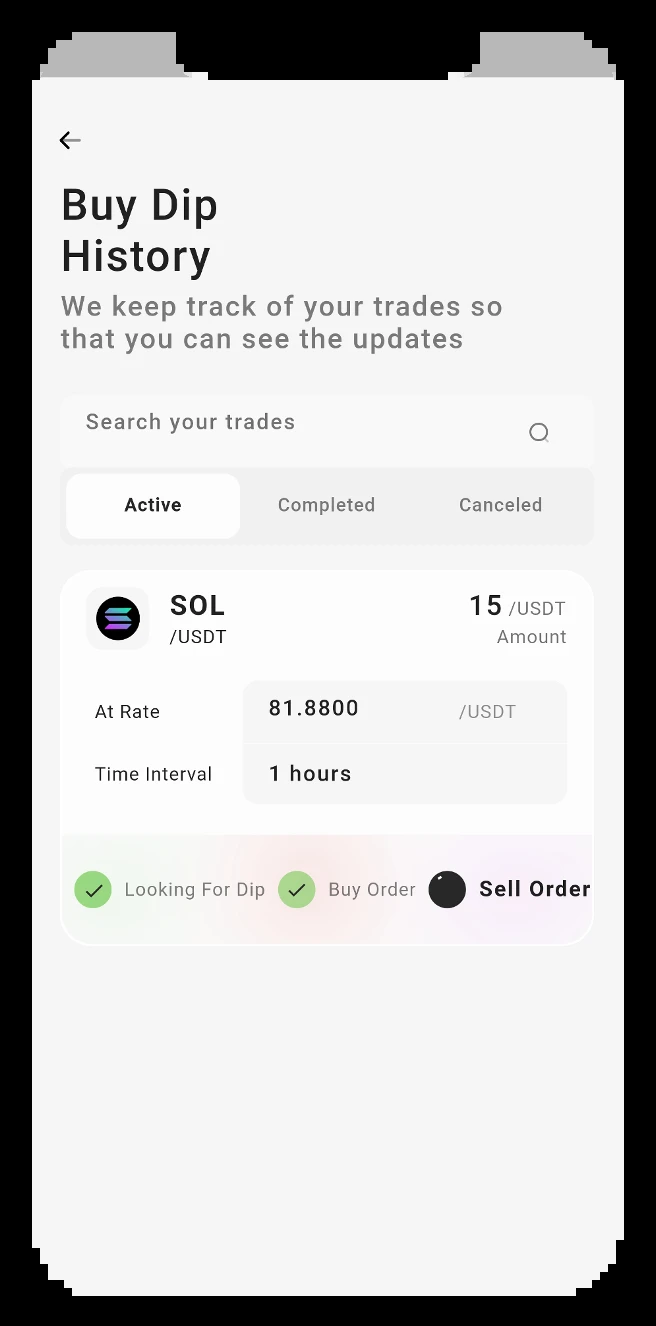 Buy Dip
History
We keep track of your trades so
that you can see the updates
Search your trades
Active Completed Canceled
SOL 15 /USDT
/USDT Amount
At Rate 81.8800 /USDT
Time Interval 1 hours
Looking For Dip Buy Order Sell Order